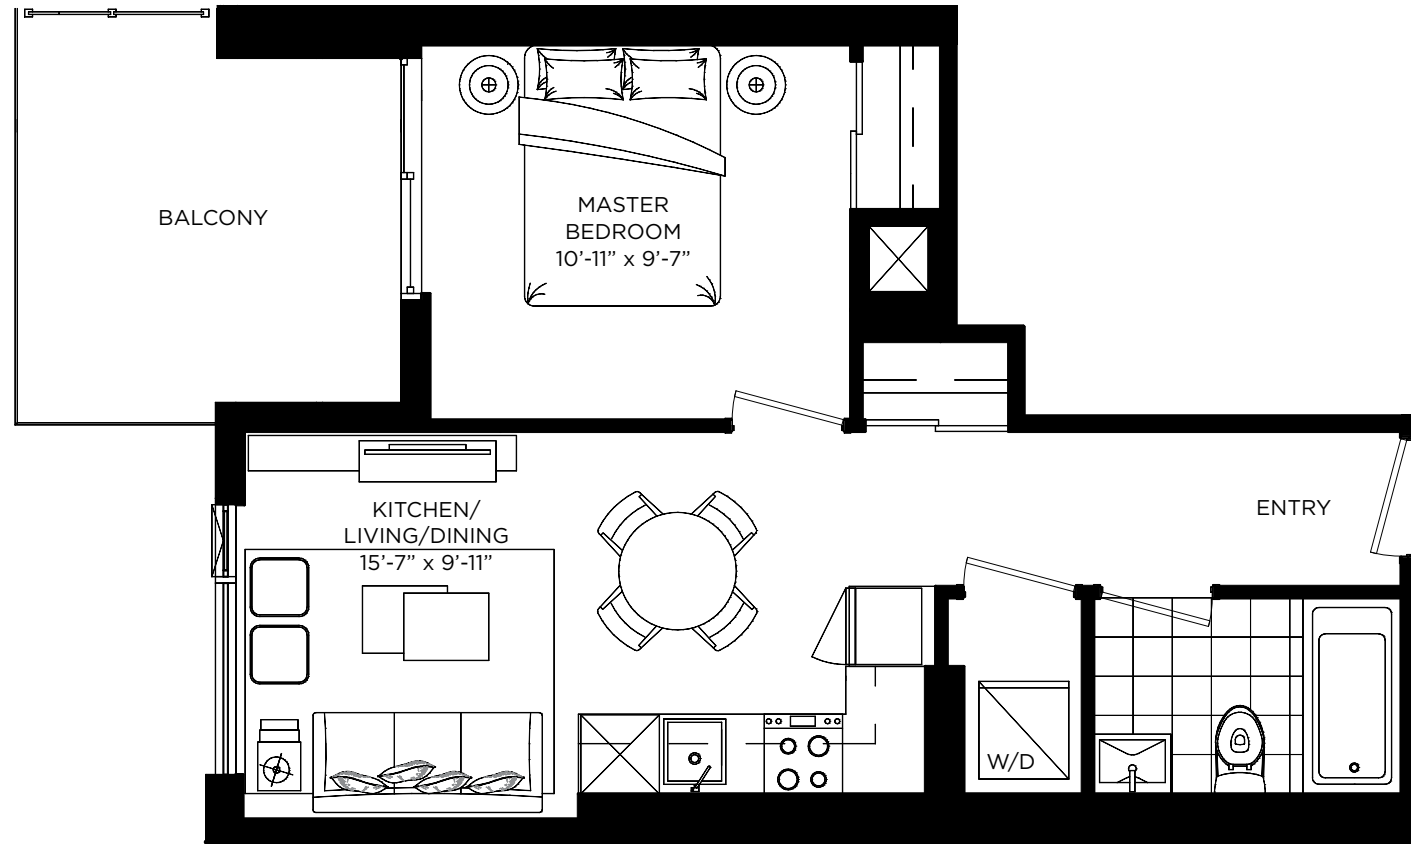 BALCONY
MASTER
BEDROOM
10’-11” x 9’-7”
KITCHEN/
LIVING/DINING
15’-7” x 9’-11”
ENTRY
W/D